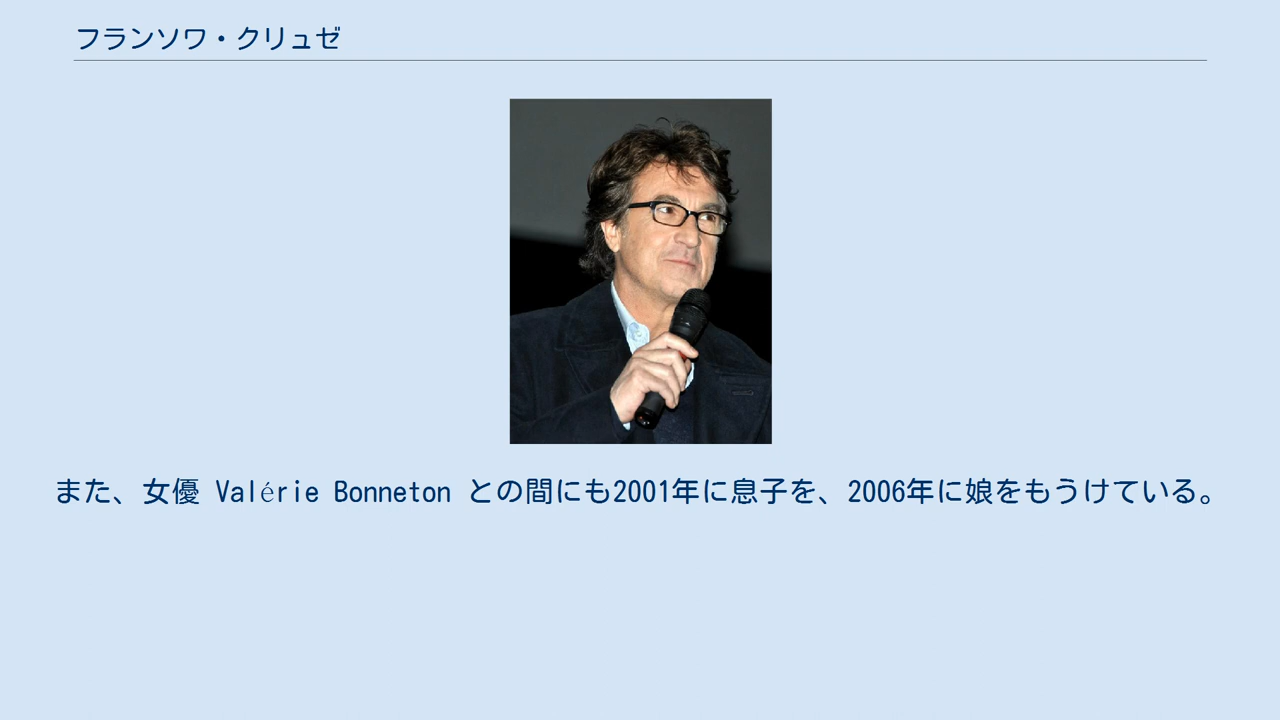 フランソワ・クリュゼ
また、女優 Valérie Bonneton との間にも2001年に息子を、2006年に娘をもうけている。